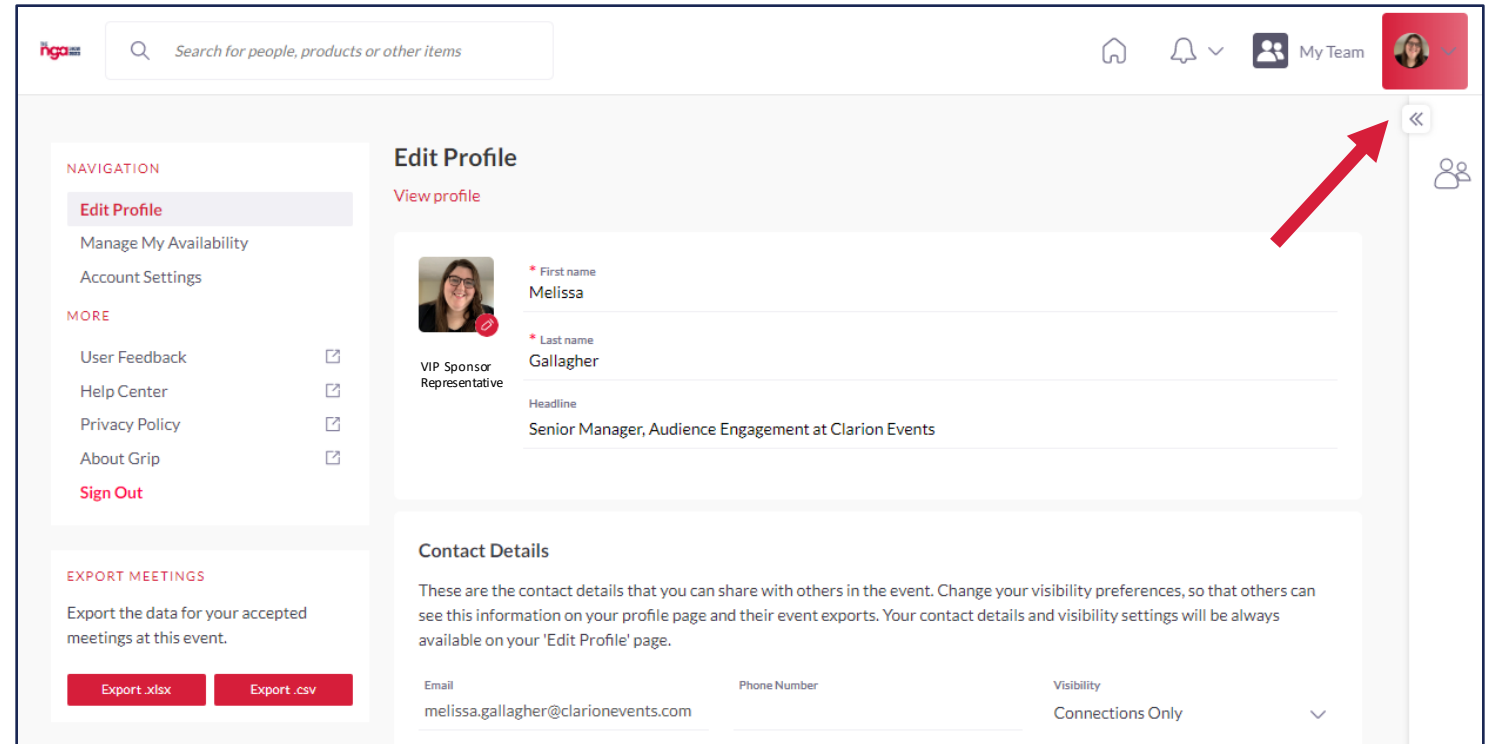 nga
Search for people, products or other items
My Team
NAVIGATION
Edit Profile
Manage My Availability
Account Settings
MORE
User Feedback
Help Center
Privacy Policy
About Grip
Sign Out
EXPORT MEETINGS
Export the data for your accepted
meetings at this event.
Export .xlsx
Export .csv
Edit Profile
View profile
VIP Sponsor
Representative
* First name
Melissa
* Last name
Gallagher
Headline
Senior Manager, Audience Engagement at Clarion Events
Contact Details
These are the contact details that you can share with others in the event. Change your visibility preferences, so that others can
see this information on your profile page and their event exports. Your contact details and visibility settings will be always
available on your 'Edit Profile' page.
Email
melissa.gallagher@clarionevents.com
Phone Number
Visibility
Connections Only